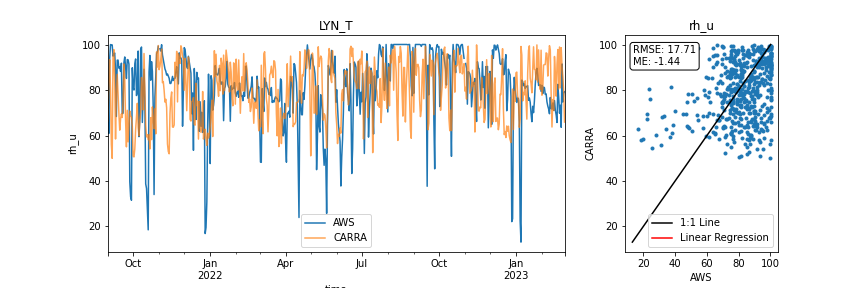 LYN_T
rh_u
100
80
60
40
20
rh_u
AWS
CARRA
Oct
Jan
2022
Apr
Jul
Oct
Jan
2023
time
rh_u
RMSE: 17.71
ME: -1.44
100
80
60
40
20
CARRA
1:1 Line
Linear Regression
20
40
60
80
100
AWS